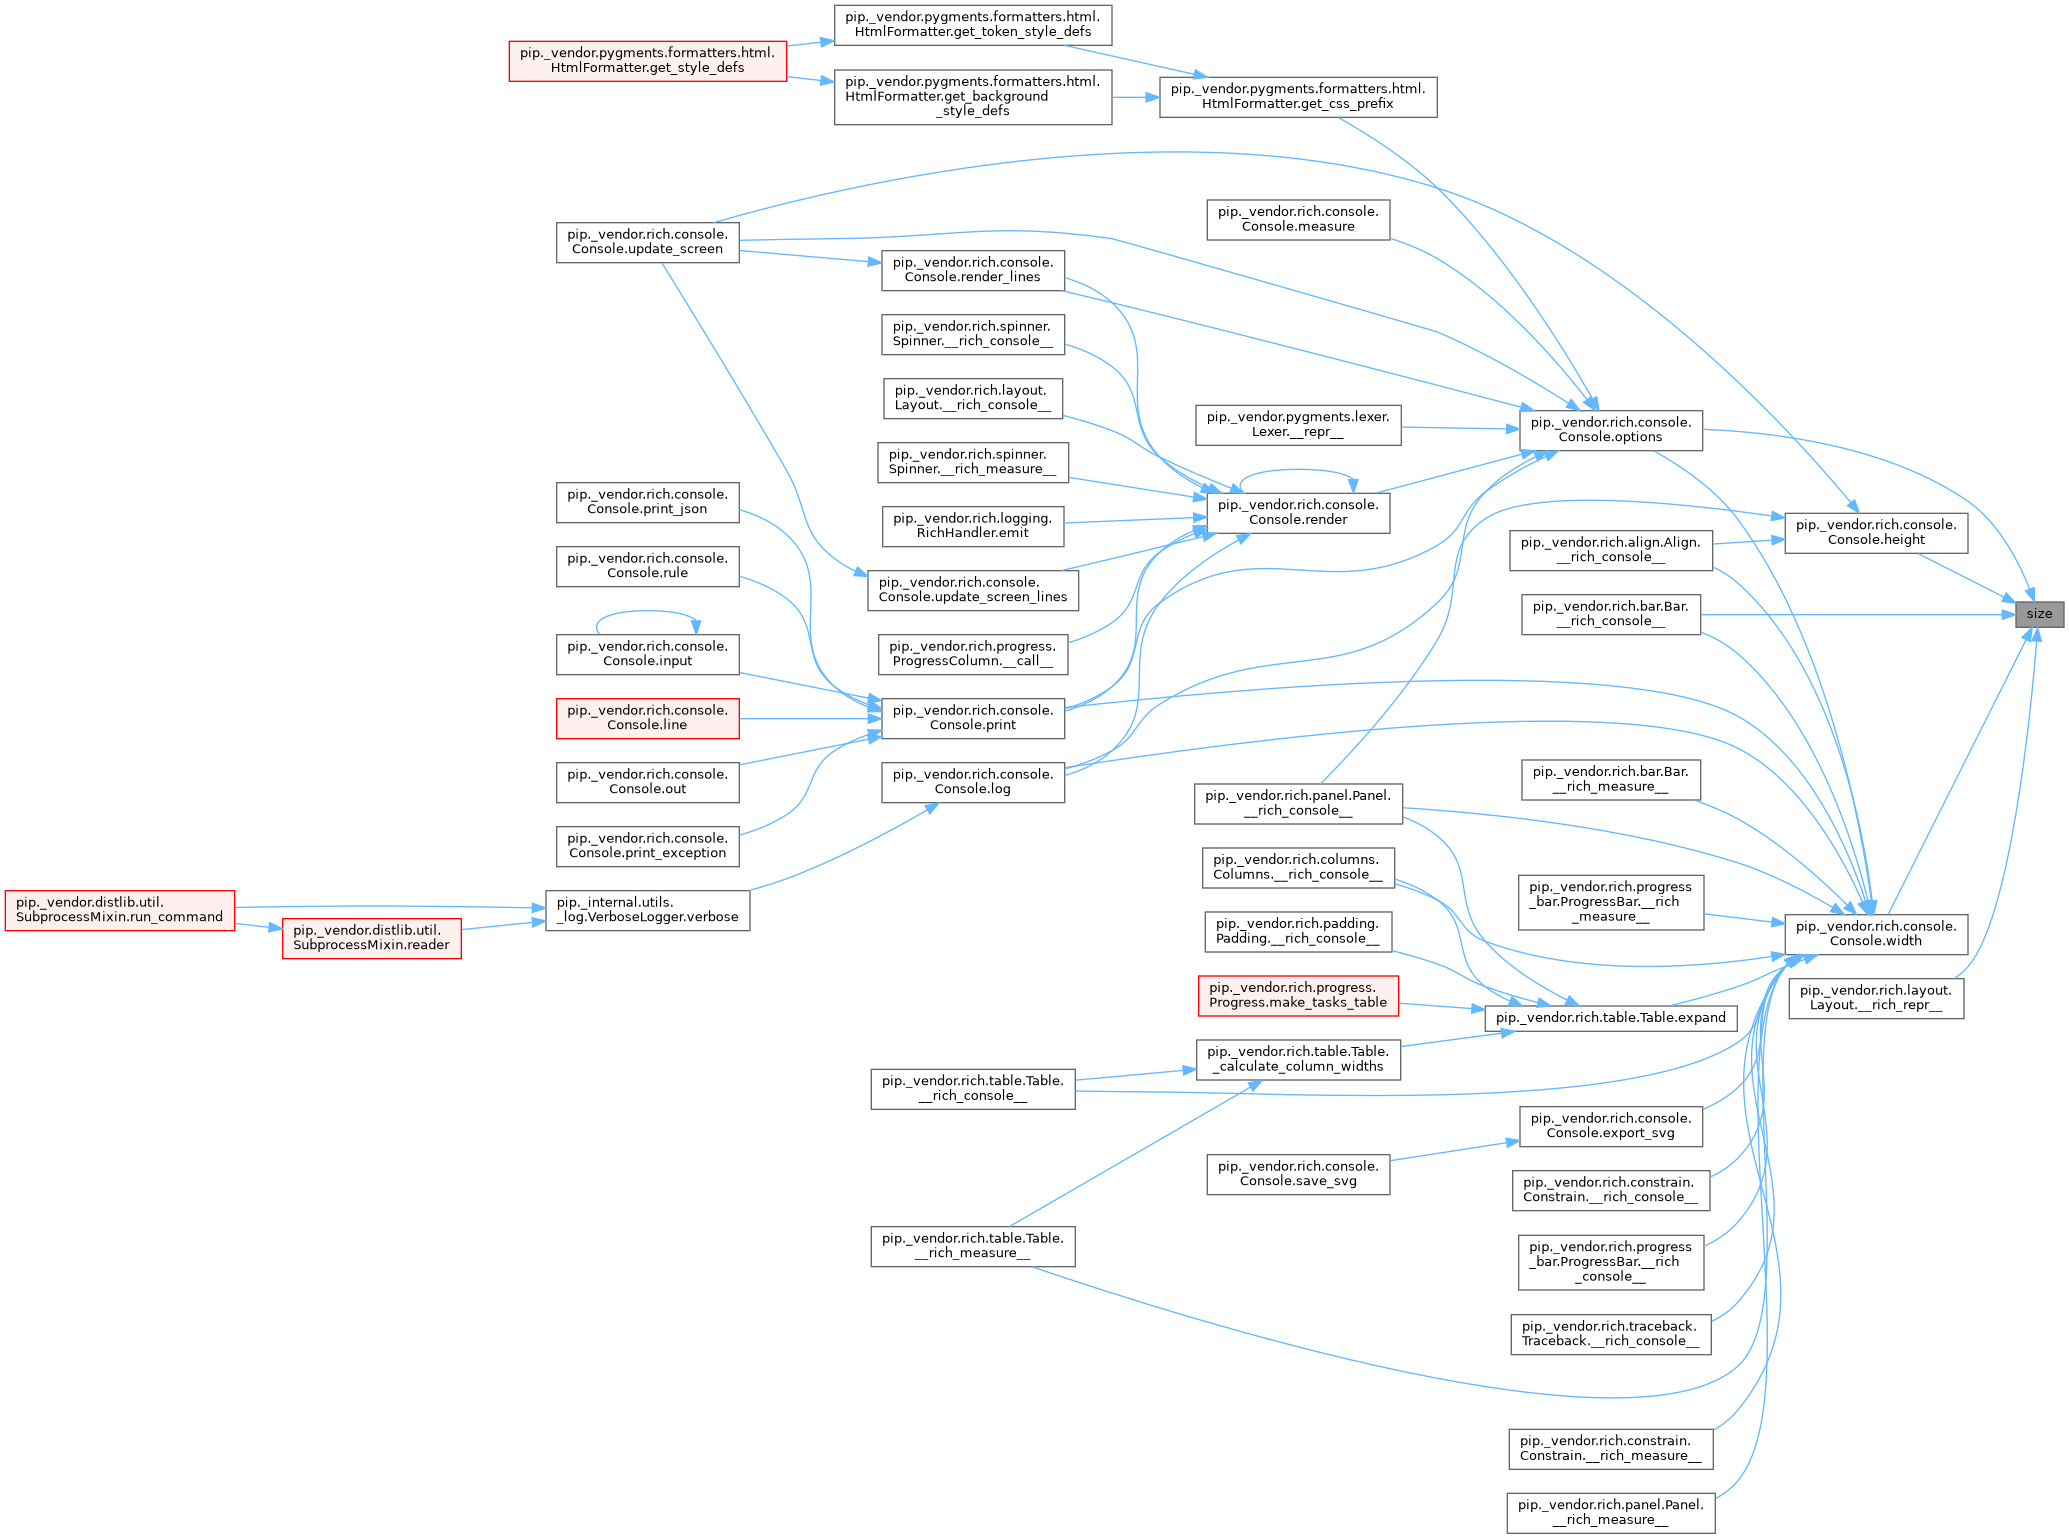 pip._vendor.pygments.formatters.html.
HtmlFormatter.get_token_style_defs
pip._vendor.pygments.formatters.html.
HtmlFormatter.get_style_defs
pip._vendor.pygments.formatters.html.
HtmlFormatter.get_background
_style_defs
pip._vendor.pygments.formatters.html.
HtmlFormatter.get_css_prefix
pip._vendor.rich.console.
Console.measure
pip._vendor.rich.console.
Console.update_screen
pip._vendor.rich.console.
Console.render_lines
pip._vendor.rich.spinner.
Spinner.__rich_console__
pip._vendor.rich.layout.
Layout.__rich_console__
pip._vendor.pygments.lexer.
Lexer.__repr__
pip._vendor.rich.console.
Console.options
pip._vendor.rich.spinner.
Spinner.__rich_measure__
pip._vendor.rich.console.
Console.print_json
pip._vendor.rich.logging.
RichHandler.emit
pip._vendor.rich.console.
Console.render
pip._vendor.rich.console.
Console.height
pip._vendor.rich.align.Align.
__rich_console__
pip._vendor.rich.console.
Console.rule
pip._vendor.rich.console.
Console.update_screen_lines
pip._vendor.rich.bar.Bar.
__rich_console__
size
pip._vendor.rich.console.
Console.input
pip._vendor.rich.progress.
ProgressColumn.__call__
pip._vendor.rich.console.
Console.line
pip._vendor.rich.console.
Console.print
pip._vendor.rich.console.
Console.out
pip._vendor.rich.console.
Console.log
pip._vendor.rich.panel.Panel.
__rich_console__
pip._vendor.rich.bar.Bar.
__rich_measure__
pip._vendor.rich.console.
Console.print_exception
pip._vendor.rich.columns.
Columns.__rich_console__
pip._vendor.rich.progress
_bar.ProgressBar.__rich
_measure__
pip._vendor.distlib.util.
SubprocessMixin.run_command
pip._vendor.distlib.util.
SubprocessMixin.reader
pip._internal.utils.
_log.VerboseLogger.verbose
pip._vendor.rich.padding.
Padding.__rich_console__
pip._vendor.rich.console.
Console.width
pip._vendor.rich.progress.
Progress.make_tasks_table
pip._vendor.rich.table.Table.expand
pip._vendor.rich.layout.
Layout.__rich_repr__
pip._vendor.rich.table.Table.
_calculate_column_widths
pip._vendor.rich.table.Table.
__rich_console__
pip._vendor.rich.console.
Console.export_svg
pip._vendor.rich.console.
Console.save_svg
pip._vendor.rich.constrain.
Constrain.__rich_console__
pip._vendor.rich.table.Table.
__rich_measure__
pip._vendor.rich.progress
_bar.ProgressBar.__rich
_console__
pip._vendor.rich.traceback.
Traceback.__rich_console__
pip._vendor.rich.constrain.
Constrain.__rich_measure__
pip._vendor.rich.panel.Panel.
__rich_measure__